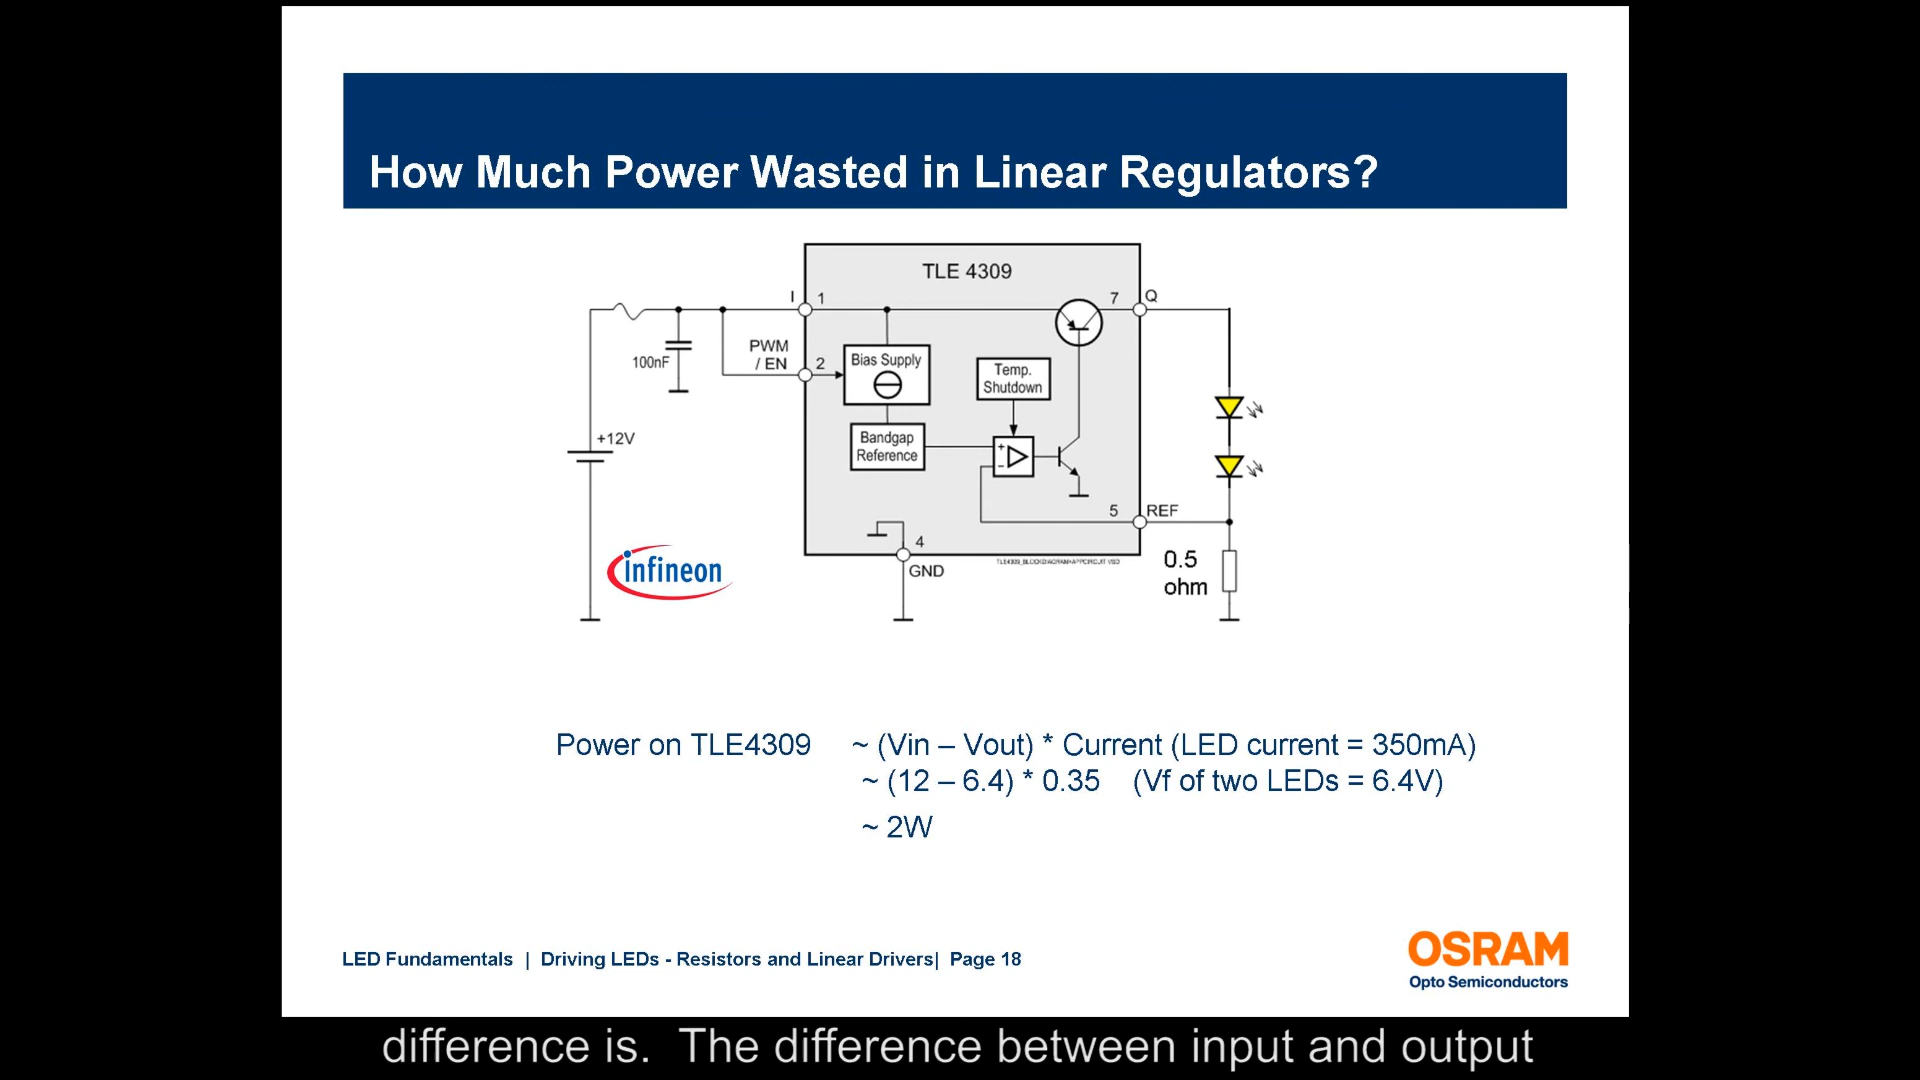 How Much Power Wasted in Linear Regulators?
TLE 4309
I
1
7
Q
100nF
PWM
/ EN
2
Bias Supply
Temp.
Shutdown
+12V
Bandgap
Reference
+
−
5
REF
4
GND
infineon
TLE4309_BLOCKDIAGRAM+APPCIRCUIT.VSD
0.5
ohm
Power on TLE4309 ~ (Vin – Vout) * Current (LED current = 350mA)
~ (12 – 6.4) * 0.35 (Vf of two LEDs = 6.4V)
~ 2W
LED Fundamentals | Driving LEDs - Resistors and Linear Drivers| Page 18
OSRAM
Opto Semiconductors
difference is. The difference between input and output